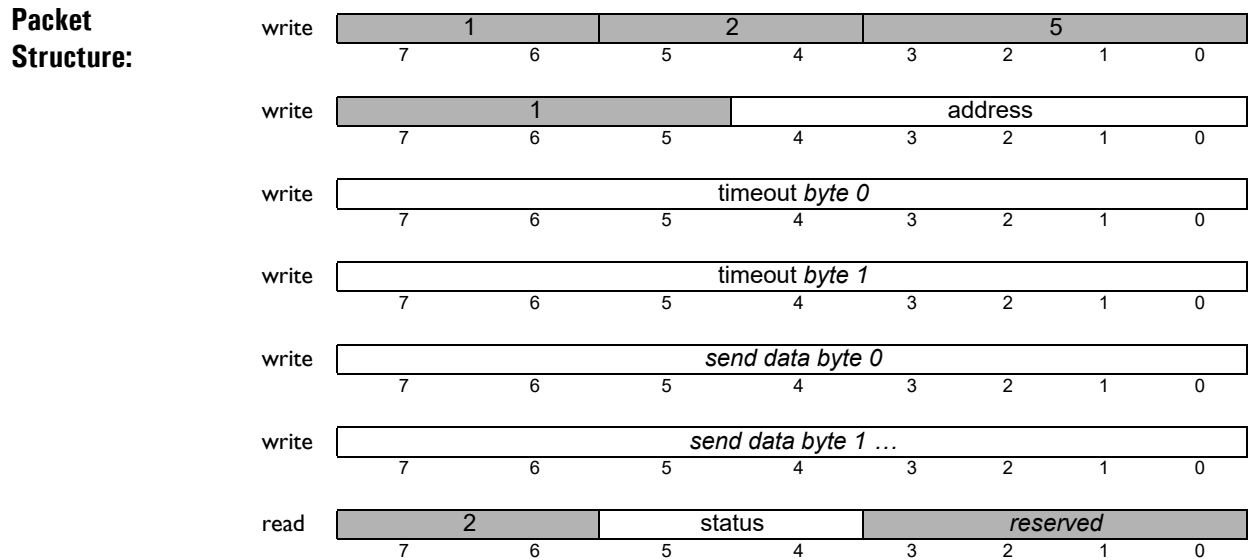 Packet
Structure:
write 1 2 5
7 6 5 4 3 2 1 0
write 1 address
7 6 5 4 3 2 1 0
write timeout byte 0
7 6 5 4 3 2 1 0
write timeout byte 1
7 6 5 4 3 2 1 0
write send data byte 0
7 6 5 4 3 2 1 0
write send data byte 1 …
7 6 5 4 3 2 1 0
read 2 status reserved
7 6 5 4 3 2 1 0